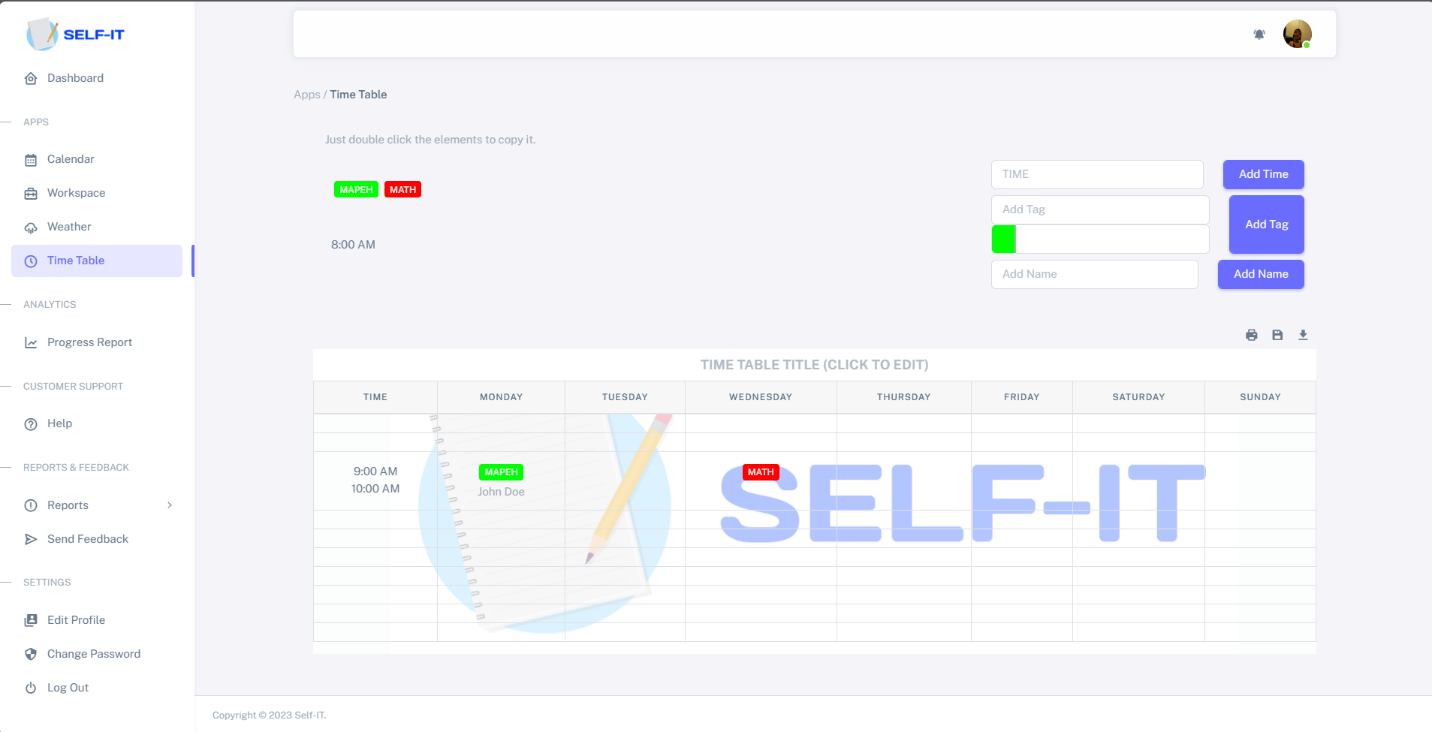 SELF-IT
Dashboard
APPS
Calendar
Workspace
Weather
Time Table
ANALYTICS
Progress Report
CUSTOMER SUPPORT
Help
REPORTS & FEEDBACK
Reports
Send Feedback
SETTINGS
Edit Profile
Change Password
Log Out
Apps / Time Table
Just double click the elements to copy it.
MAPEH MATH
8:00 AM
TIME Add Time
Add Tag Add Tag
Add Name Add Name
TIME TABLE TITLE (CLICK TO EDIT)
TIME MONDAY TUESDAY WEDNESDAY THURSDAY FRIDAY SATURDAY SUNDAY
9:00 AM MAPEH MATH
10:00 AM John Doe
SELF-IT
Copyright © 2023 Self-IT.